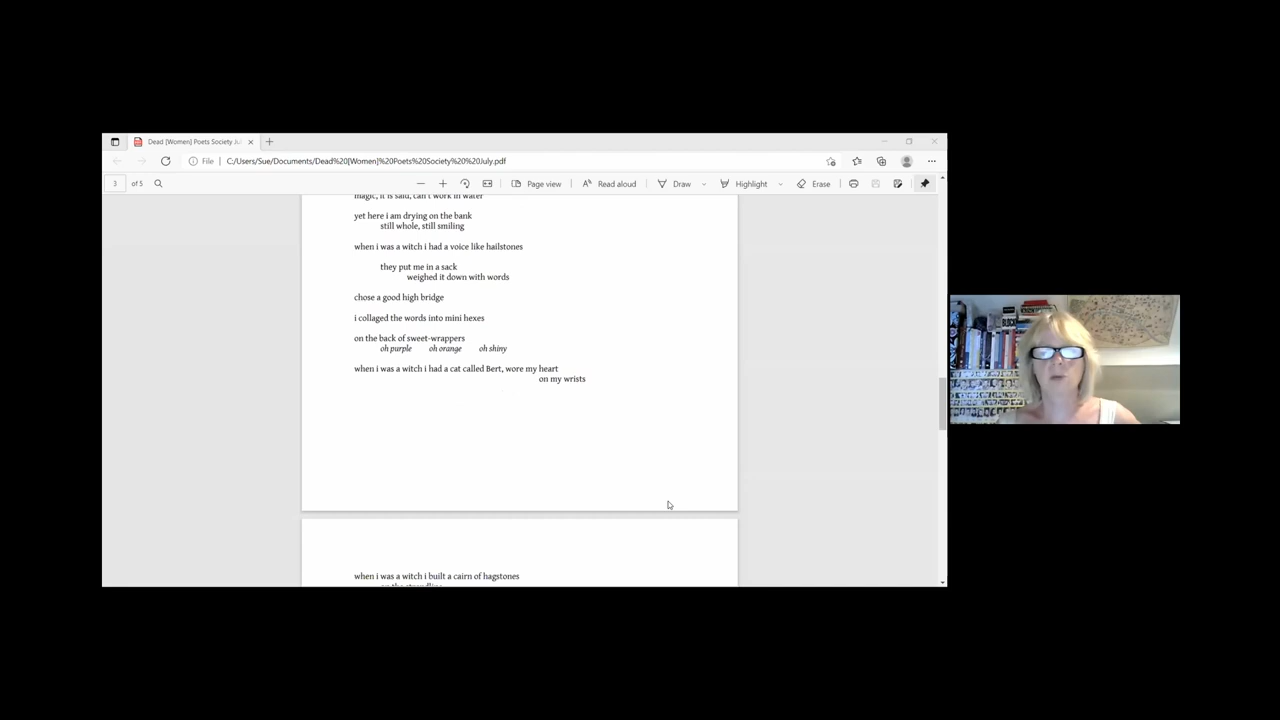 Dead [Women] Poets Society Ju
File
C:/Users/Sue/Documents/Dead%20[Women]%20Poets%20Society%20%20July.pdf
3 of 5
Page view
Read aloud
Draw
Highlight
Erase
magic, it is said, can't work in water
yet here i am drying on the bank
still whole, still smiling
when i was a witch i had a voice like hailstones
they put me in a sack
weighed it down with words
chose a good high bridge
i collaged the words into mini hexes
on the back of sweet-wrappers
oh purple oh orange oh shiny
when i was a witch i had a cat called Bert, wore my heart
on my wrists
when i was a witch i built a cairn of hagstones
on the strandline